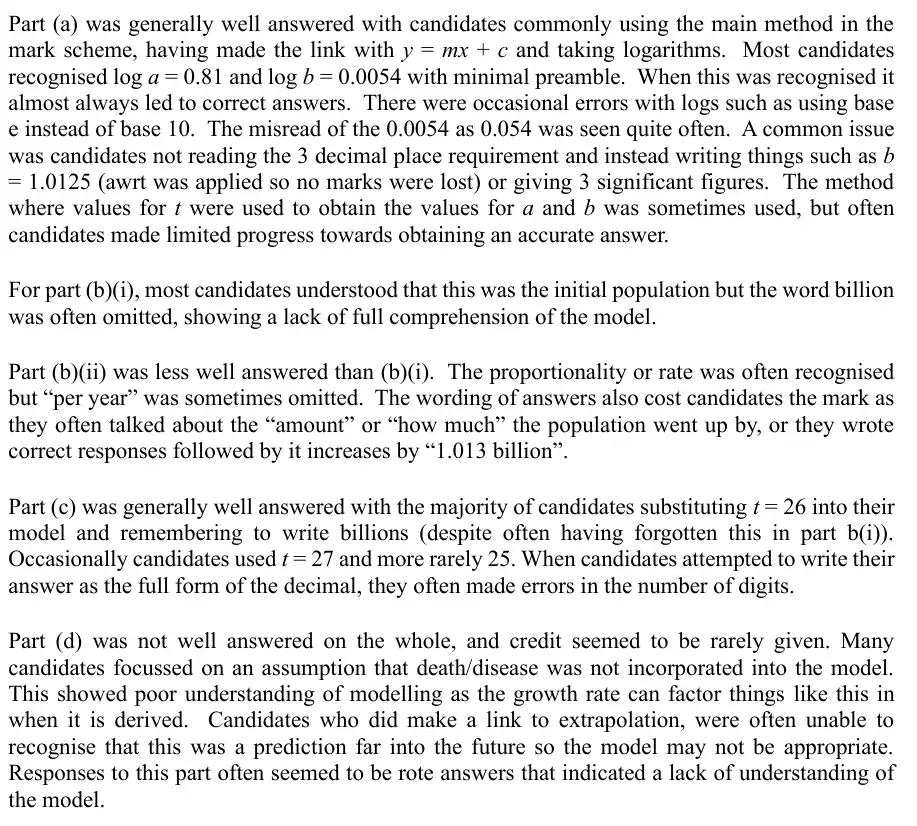 Part (a) was generally well answered with candidates commonly using the main method in the
mark scheme, having made the link with y = mx + c and taking logarithms. Most candidates
recognised log a = 0.81 and log b = 0.0054 with minimal preamble. When this was recognised it
almost always led to correct answers. There were occasional errors with logs such as using base
e instead of base 10. The misread of the 0.0054 as 0.054 was seen quite often. A common issue
was candidates not reading the 3 decimal place requirement and instead writing things such as b
= 1.0125 (awrt was applied so no marks were lost) or giving 3 significant figures. The method
where values for t were used to obtain the values for a and b was sometimes used, but often
candidates made limited progress towards obtaining an accurate answer.
For part (b)(i), most candidates understood that this was the initial population but the word billion
was often omitted, showing a lack of full comprehension of the model.
Part (b)(ii) was less well answered than (b)(i). The proportionality or rate was often recognised
but “per year” was sometimes omitted. The wording of answers also cost candidates the mark as
they often talked about the “amount” or “how much” the population went up by, or they wrote
correct responses followed by it increases by “1.013 billion”.
Part (c) was generally well answered with the majority of candidates substituting t = 26 into their
model and remembering to write billions (despite often having forgotten this in part b(i)).
Occasionally candidates used t = 27 and more rarely 25. When candidates attempted to write their
answer as the full form of the decimal, they often made errors in the number of digits.
Part (d) was not well answered on the whole, and credit seemed to be rarely given. Many
candidates focussed on an assumption that death/disease was not incorporated into the model.
This showed poor understanding of modelling as the growth rate can factor things like this in
when it is derived. Candidates who did make a link to extrapolation, were often unable to
recognise that this was a prediction far into the future so the model may not be appropriate.
Responses to this part often seemed to be rote answers that indicated a lack of understanding of
the model.